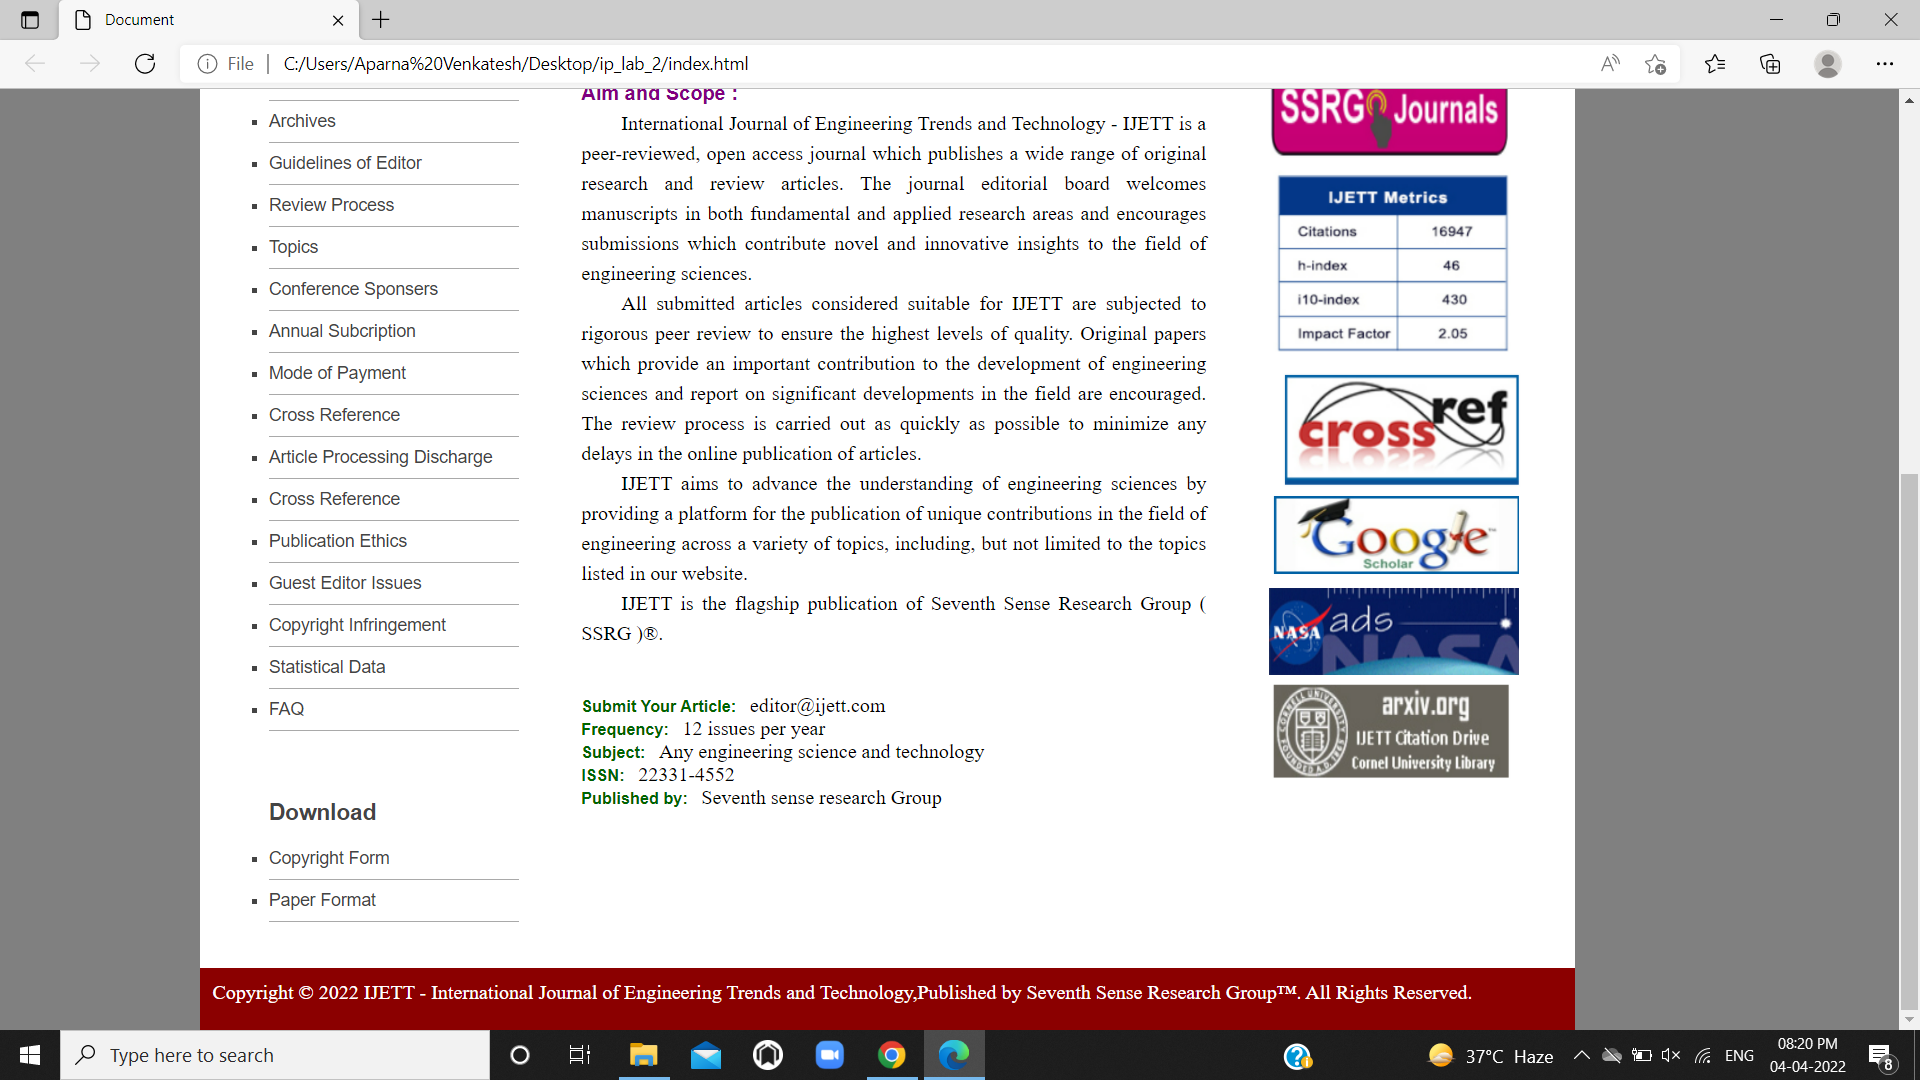 Document
File
C:/Users/Aparna%20Venkatesh/Desktop/ip_lab_2/index.html
Archives
Guidelines of Editor
Review Process
Topics
Conference Sponsers
Annual Subcription
Mode of Payment
Cross Reference
Article Processing Discharge
Cross Reference
Publication Ethics
Guest Editor Issues
Copyright Infringement
Statistical Data
FAQ
Download
Copyright Form
Paper Format
Aim and Scope :
International Journal of Engineering Trends and Technology - IJETT is a
peer-reviewed, open access journal which publishes a wide range of original
research and review articles. The journal editorial board welcomes
manuscripts in both fundamental and applied research areas and encourages
submissions which contribute novel and innovative insights to the field of
engineering sciences.
All submitted articles considered suitable for IJETT are subjected to
rigorous peer review to ensure the highest levels of quality. Original papers
which provide an important contribution to the development of engineering
sciences and report on significant developments in the field are encouraged.
The review process is carried out as quickly as possible to minimize any
delays in the online publication of articles.
IJETT aims to advance the understanding of engineering sciences by
providing a platform for the publication of unique contributions in the field of
engineering across a variety of topics, including, but not limited to the topics
listed in our website.
IJETT is the flagship publication of Seventh Sense Research Group (
SSRG )®.
Submit Your Article: editor@ijett.com
Frequency: 12 issues per year
Subject: Any engineering science and technology
ISSN: 22331-4552
Published by: Seventh sense research Group
SSRG Journals
IJETT Metrics
Citations 16947
h-index 46
i10-index 430
Impact Factor 2.05
cross ref
Google™
Scholar
NASA ads
NASA
CORNELL UNIVERSITY
FOUNDED A.D. 1865
arxiv.org
IJETT Citation Drive
Cornel University Library
Copyright © 2022 IJETT - International Journal of Engineering Trends and Technology,Published by Seventh Sense Research Group™. All Rights Reserved.
Type here to search
37°C Haze
ENG
08:20 PM
04-04-2022
8